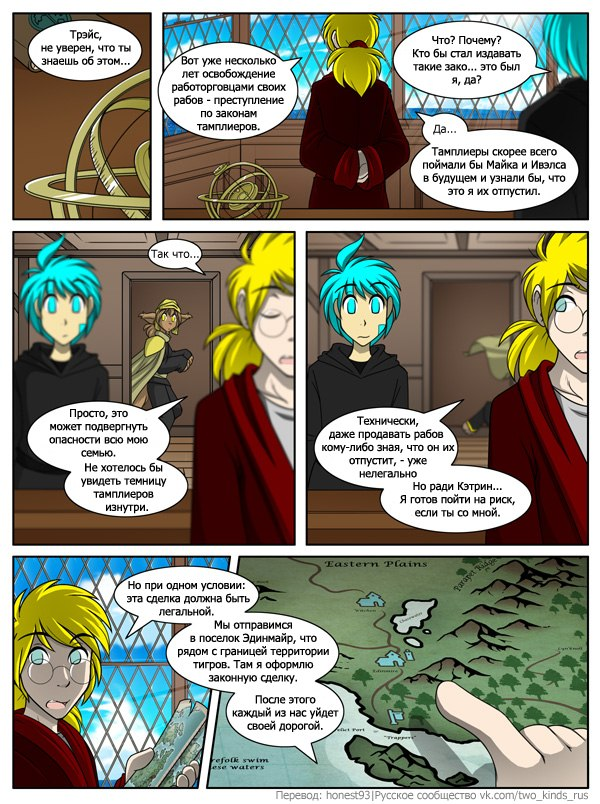 Трэйс,
не уверен, что ты
знаешь об этом...
Вот уже несколько
лет освобождение
работорговцами своих
рабов - преступление
по законам
тамплиеров.
Что? Почему?
Кто бы стал издавать
такие зако... это был
я, да?
Да...
Тамплиеры скорее всего
поймали бы Майка и Ивэлса
в будущем и узнали бы, что
это я их отпустил.
Так что...
Просто, это
может подвергнуть
опасности всю мою
семью.
Не хотелось бы
увидеть темницу
тамплиеров
изнутри.
Технически,
даже продавать рабов
кому-либо зная, что он их
отпустит, - уже
нелегально
Но ради Кэтрин...
Я готов пойти на риск,
если ты со мной.
Но при одном условии:
эта сделка должна быть
легальной.
Мы отправимся
в поселок Эдинмайр, что
рядом с границей территории
тигров. Там я оформлю
законную сделку.
После этого
каждый из нас уйдет
своей дорогой.
Eastern Plains
"Trappers"
refolk swim
ese waters
Перевод: honest93|Русское сообщество vk.com/two_kinds_rus